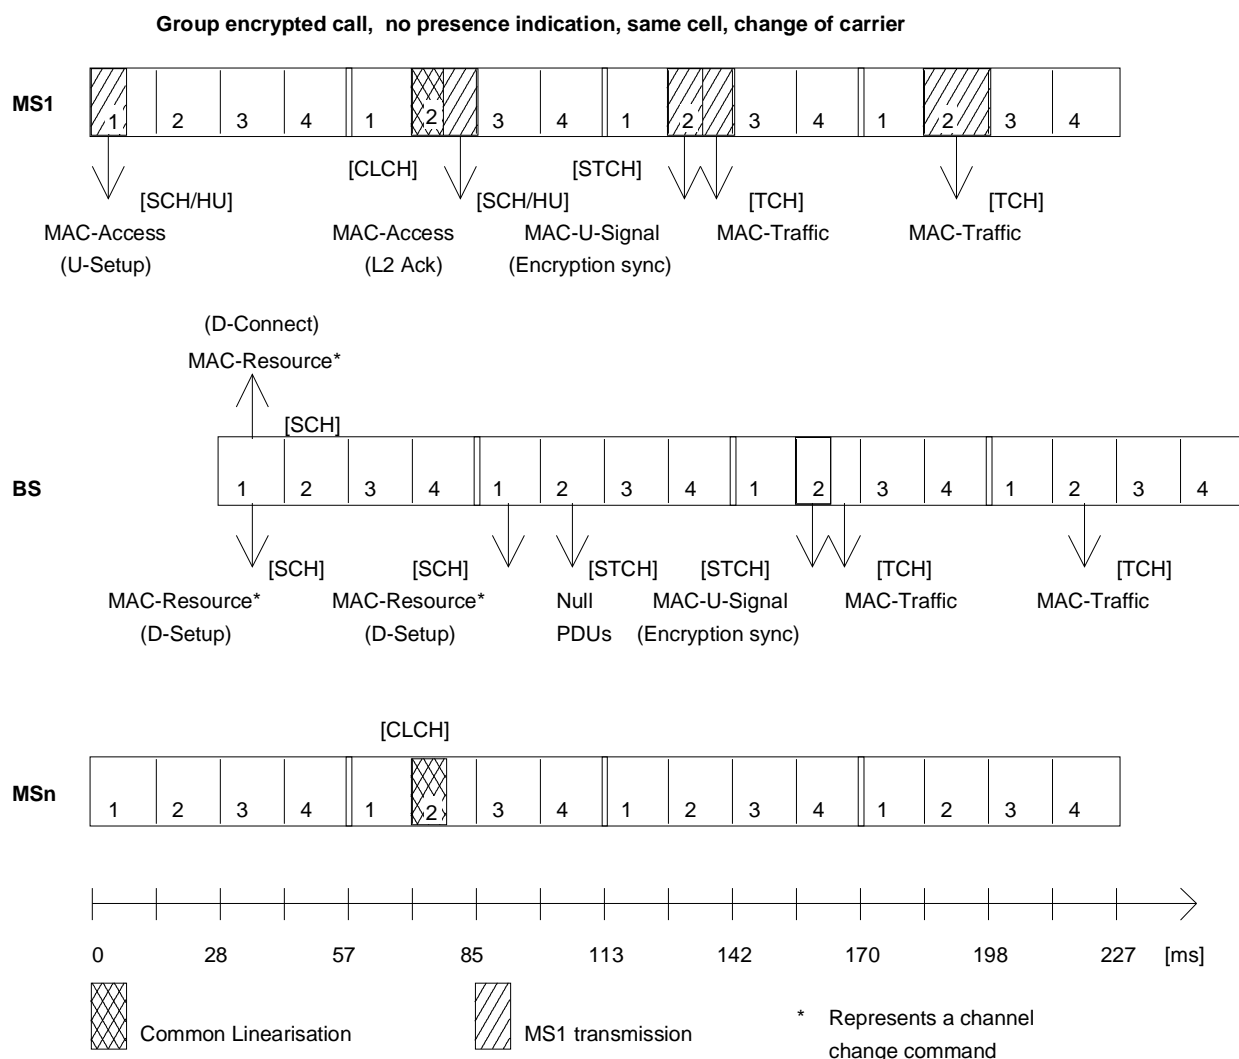 Group encrypted call,  no presence indication, same cell, change of carrier
MS1
1 2 3 4 1 2 3 4 1 2 3 4 1 2 3 4
[CLCH] [STCH]
[SCH/HU] [SCH/HU] [TCH] [TCH]
MAC-Access MAC-Access MAC-U-Signal MAC-Traffic MAC-Traffic
(U-Setup) (L2 Ack) (Encryption sync)
(D-Connect)
MAC-Resource*
[SCH]
BS
1 2 3 4 1 2 3 4 1 2 3 4 1 2 3 4
[SCH] [SCH] [STCH] [STCH] [TCH] [TCH]
MAC-Resource* MAC-Resource* Null MAC-U-Signal MAC-Traffic MAC-Traffic
(D-Setup) (D-Setup) PDUs (Encryption sync)
[CLCH]
MSn
1 2 3 4 1 2 3 4 1 2 3 4 1 2 3 4
0 28 57 85 113 142 170 198 227 [ms]
Common Linearisation MS1 transmission * Represents a channel
change command